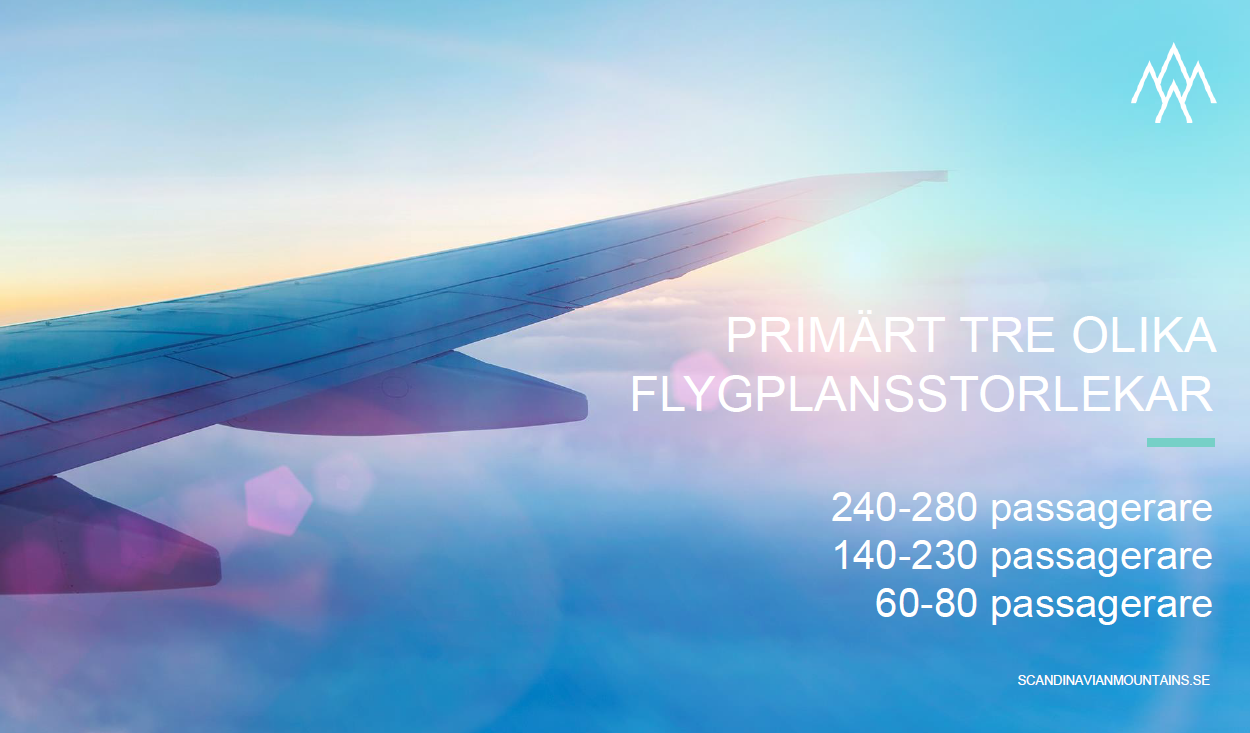 PRIMÄRT TRE OLIKA
FLYGPLANSSTORLEKAR
240-280 passagerare
140-230 passagerare
60-80 passagerare
SCANDINAVIANMOUNTAINS.SE